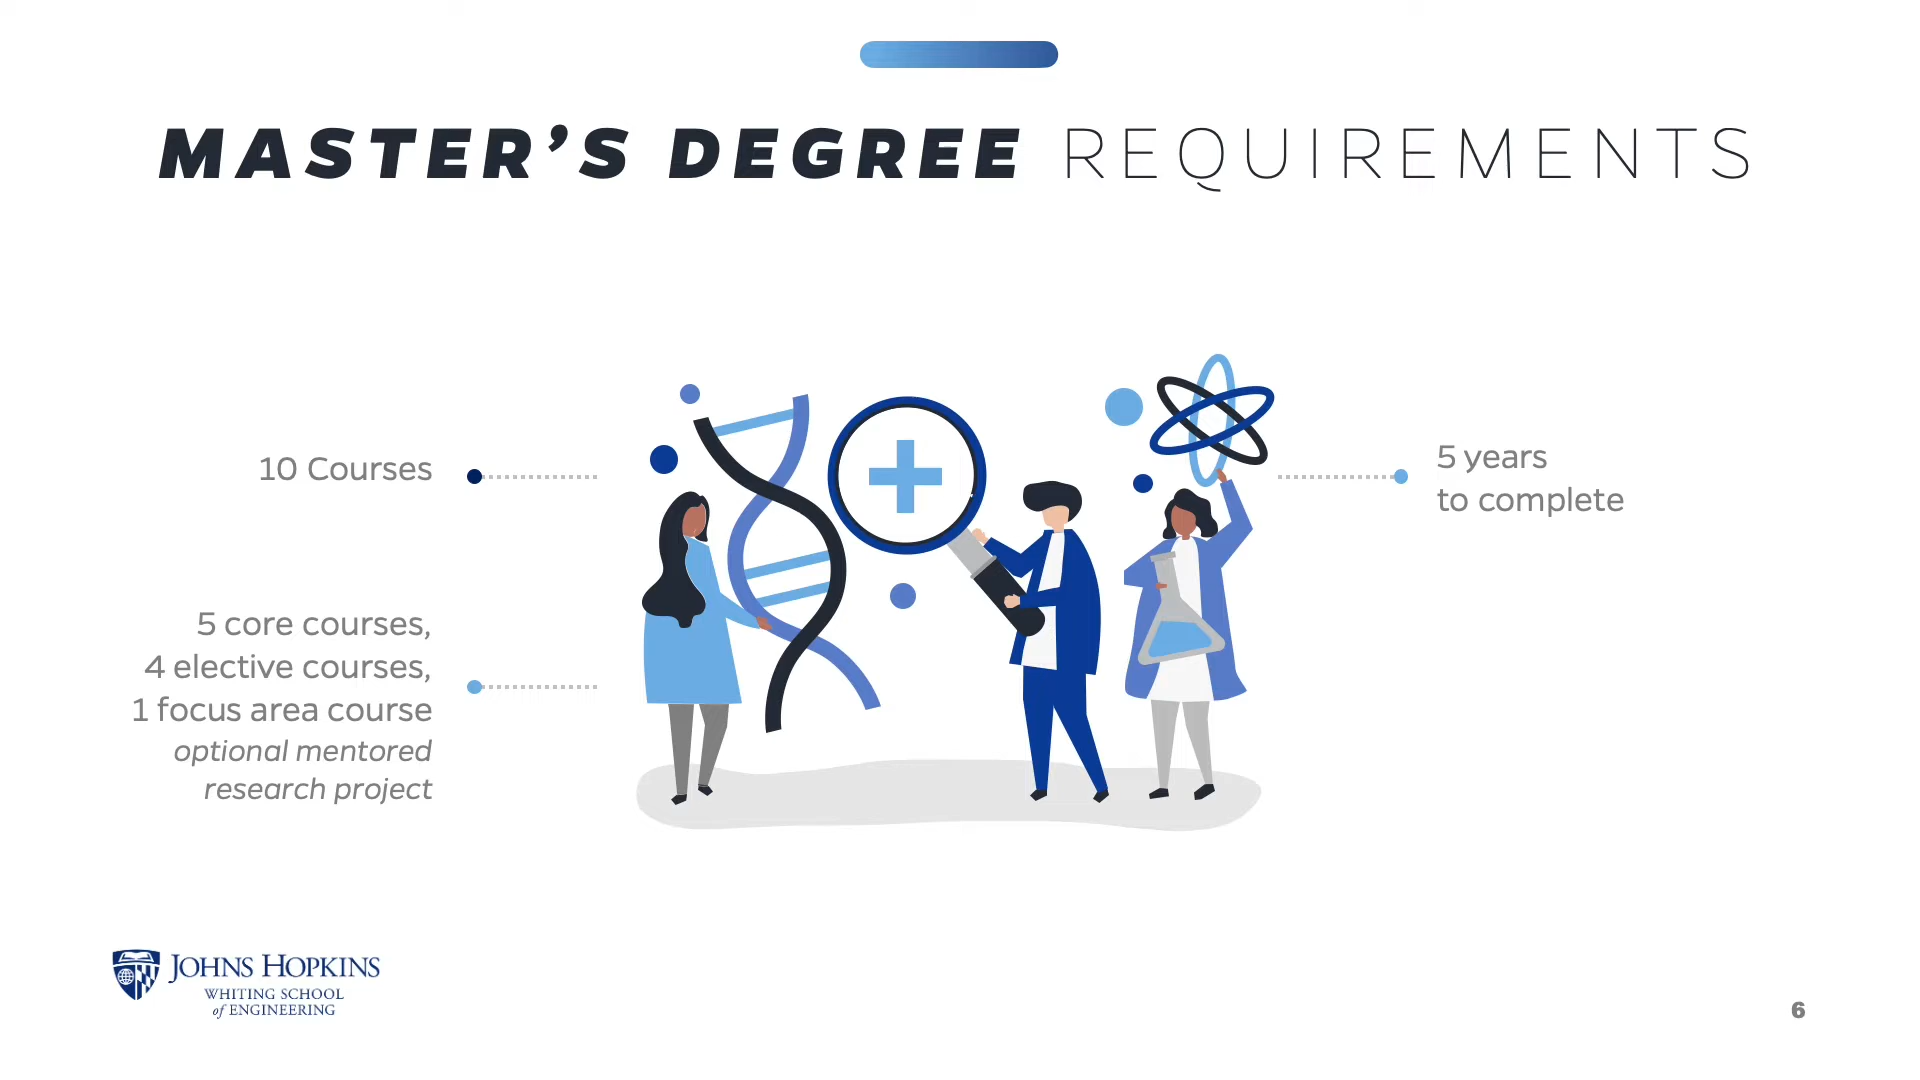 MASTER'S DEGREE REQUIREMENTS
10 Courses
5 core courses,
4 elective courses,
1 focus area course
optional mentored
research project
5 years
to complete
JOHNS HOPKINS
WHITING SCHOOL
of ENGINEERING
6